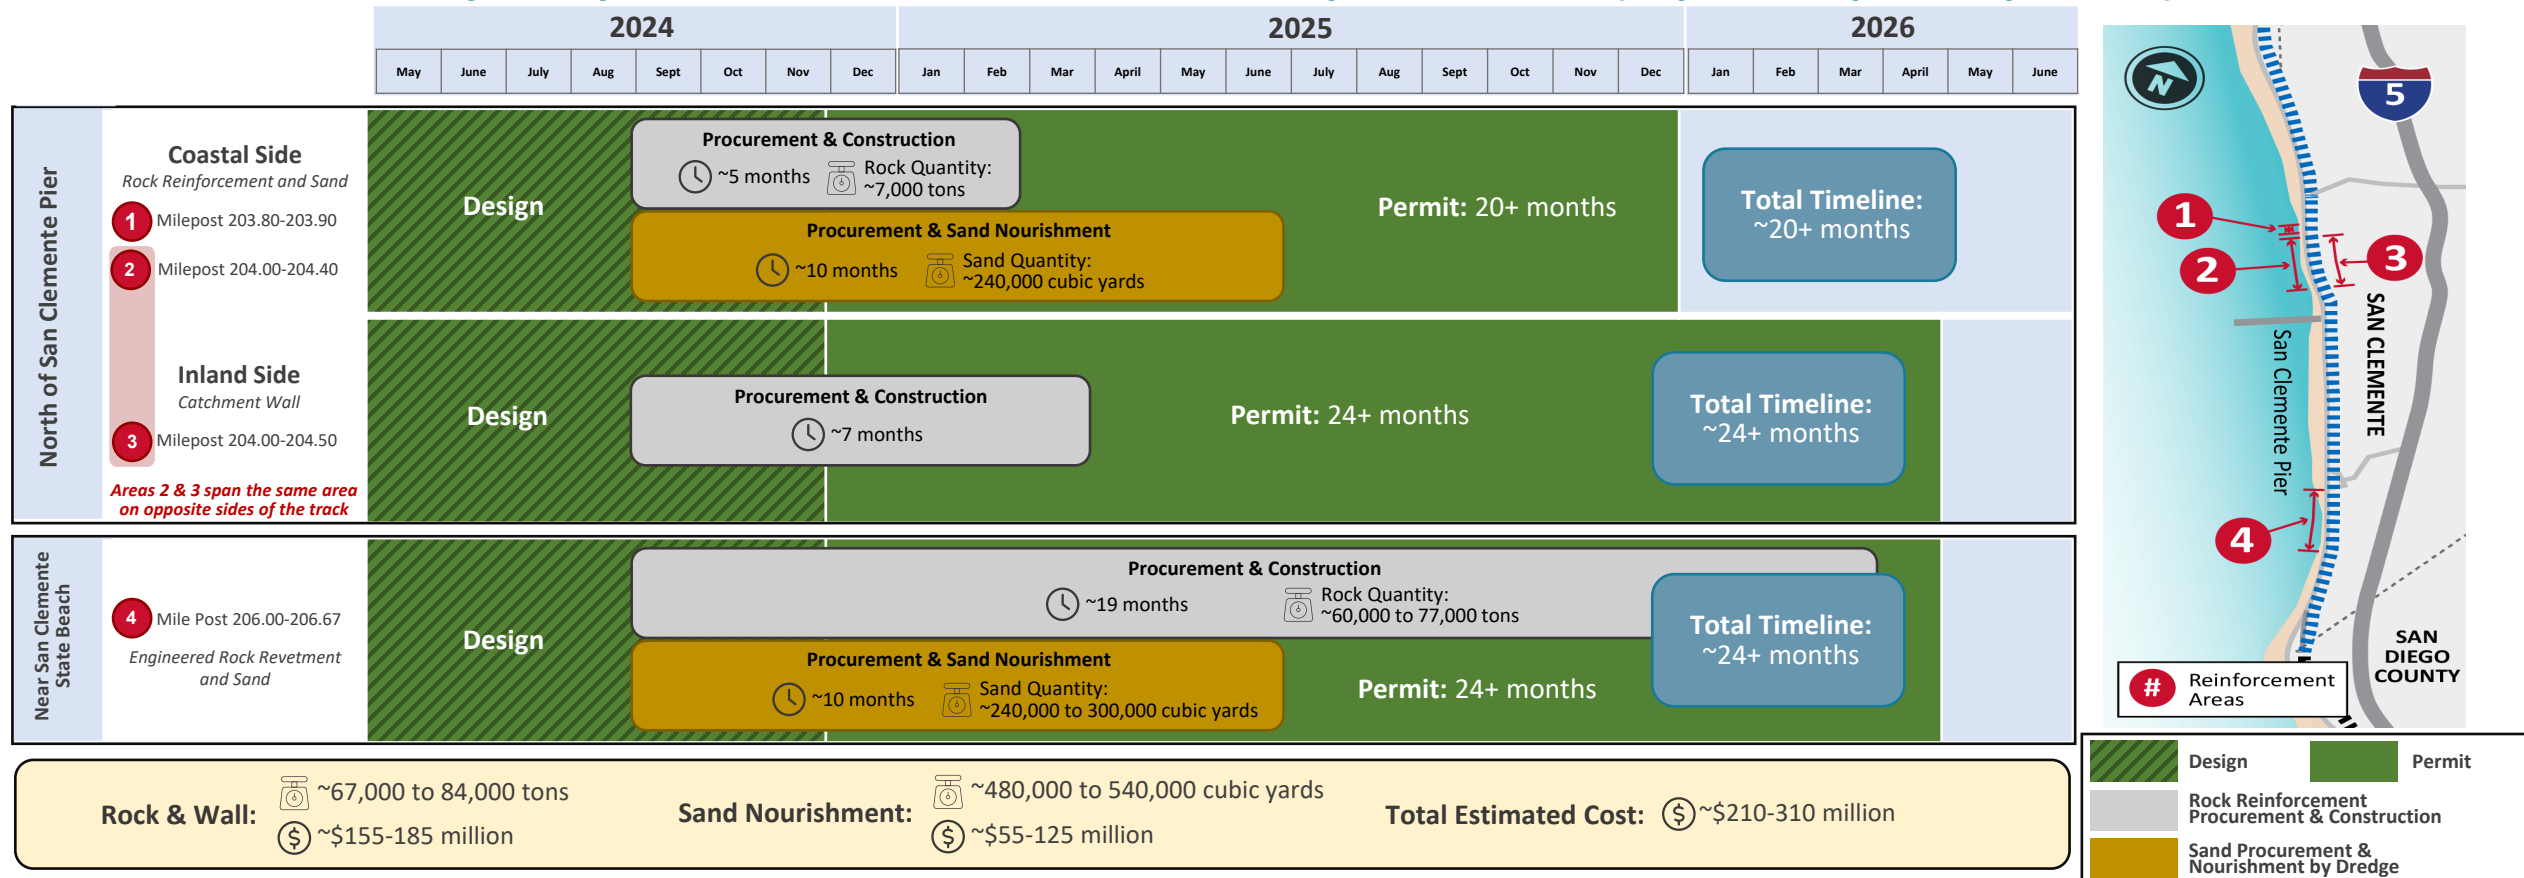 2024
2025
2026
May June July Aug Sept Oct Nov Dec Jan Feb Mar April May June July Aug Sept Oct Nov Dec Jan Feb Mar April May June
North of San Clemente Pier
Coastal Side
Rock Reinforcement and Sand
1 Milepost 203.80-203.90
2 Milepost 204.00-204.40
Inland Side
Catchment Wall
3 Milepost 204.00-204.50
Areas 2 & 3 span the same area
on opposite sides of the track
Design
Procurement & Construction
~5 months
Rock Quantity:
~7,000 tons
Procurement & Sand Nourishment
~10 months
Sand Quantity:
~240,000 cubic yards
Permit: 20+ months
Total Timeline:
~20+ months
Design
Procurement & Construction
~7 months
Permit: 24+ months
Total Timeline:
~24+ months
Near San Clemente
State Beach
4 Mile Post 206.00-206.67
Engineered Rock Revetment
and Sand
Design
Procurement & Construction
~19 months
Rock Quantity:
~60,000 to 77,000 tons
Procurement & Sand Nourishment
~10 months
Sand Quantity:
~240,000 to 300,000 cubic yards
Permit: 24+ months
Total Timeline:
~24+ months
Rock & Wall:
~67,000 to 84,000 tons
$ ~$155-185 million
Sand Nourishment:
~480,000 to 540,000 cubic yards
$ ~$55-125 million
Total Estimated Cost: $ ~$210-310 million
N
5
1
2
3
SAN CLEMENTE
San Clemente Pier
4
SAN
DIEGO
COUNTY
# Reinforcement
Areas
Design
Permit
Rock Reinforcement
Procurement & Construction
Sand Procurement &
Nourishment by Dredge